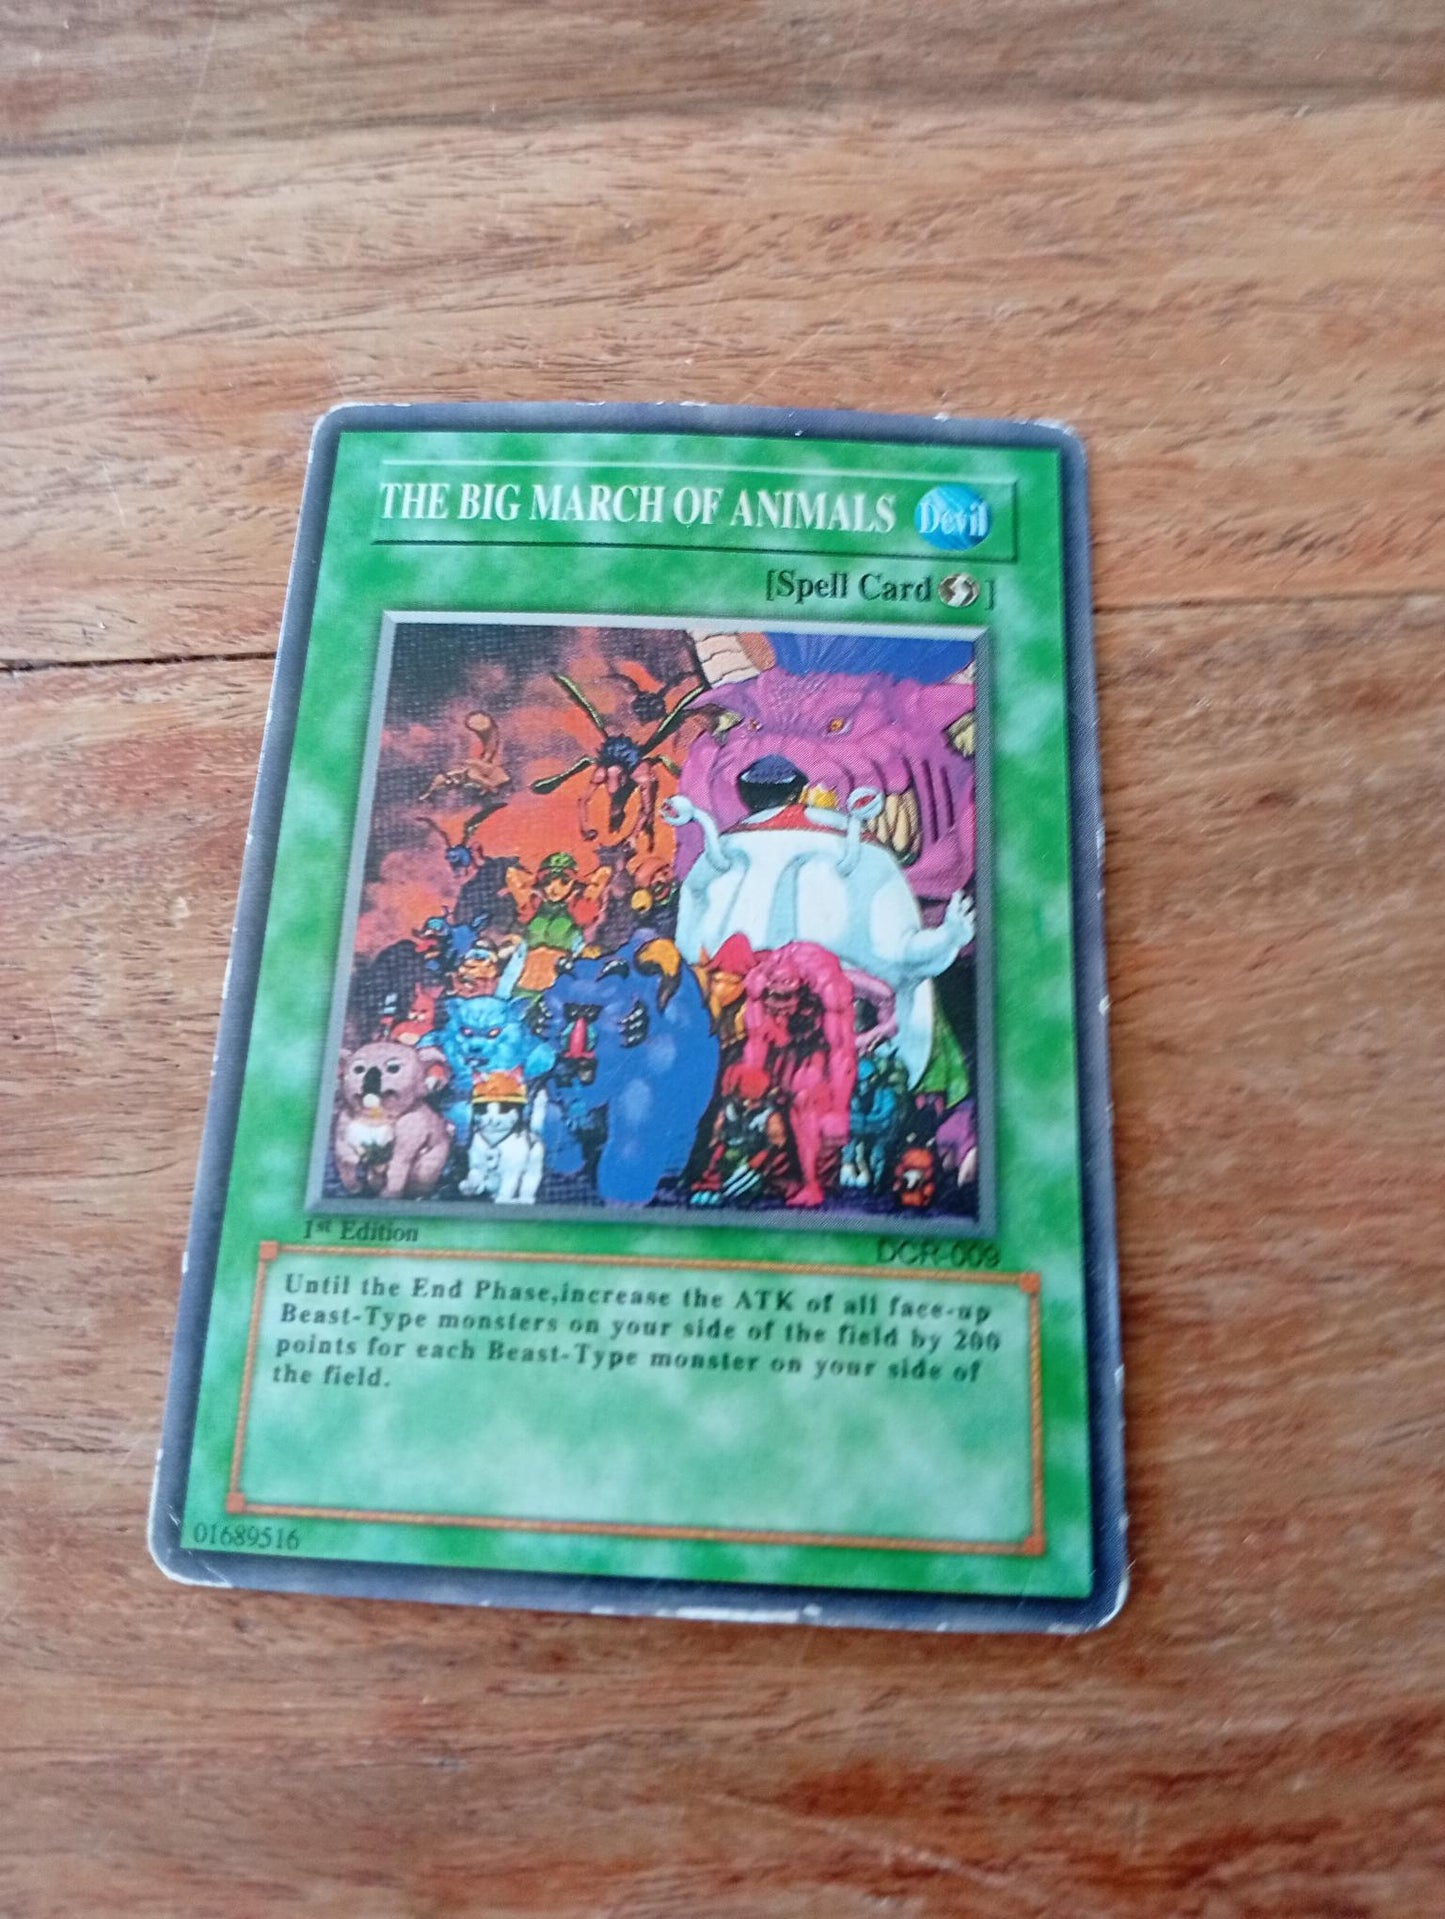 THE BIG MARCH OF ANIMALS Devil
[Spell Card ]
1st Edition
DCR-009
Until the End Phase,increase the ATK of all face-up
Beast-Type monsters on your side of the field by 200
points for each Beast-Type monster on your side of
the field.
01689516